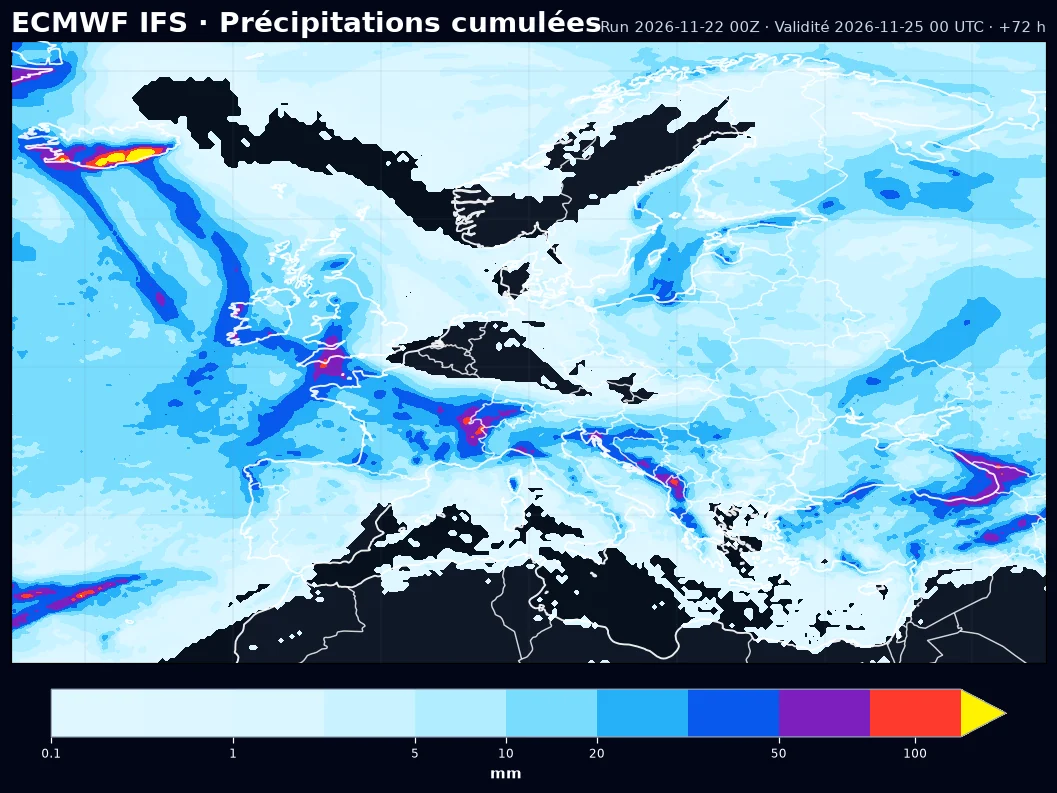 ECMWF IFS · Précipitations cumulées
Run 2026-11-22 00Z · Validité 2026-11-25 00 UTC · +72 h
0.1 1 5 10 20 50 100
mm